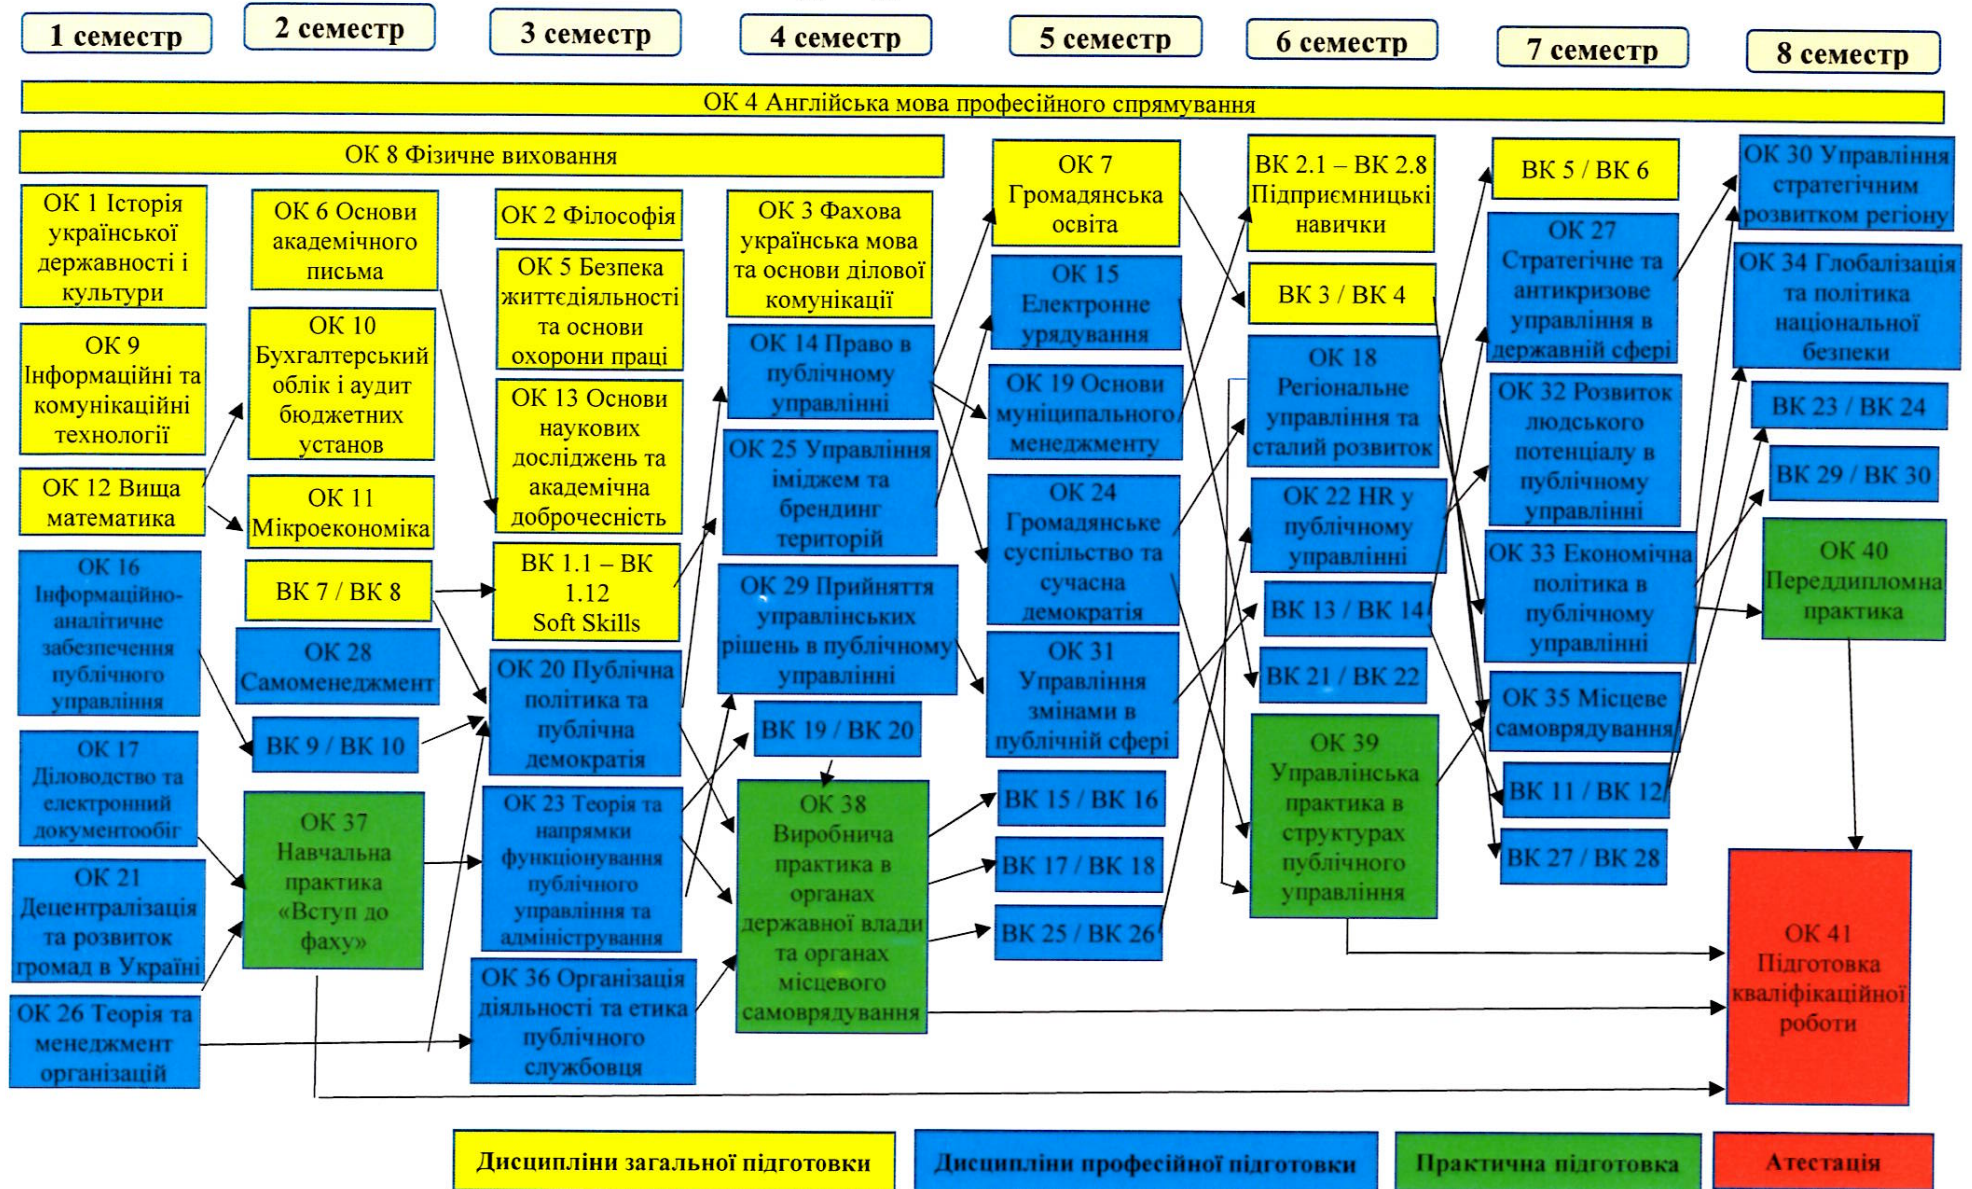 1 семестр
2 семестр
3 семестр
4 семестр
5 семестр
6 семестр
7 семестр
8 семестр
ОК 4 Англійська мова професійного спрямування
ОК 8 Фізичне виховання
ОК 1 Історія
української
державності і
культури
ОК 9
Інформаційні та
комунікаційні
технології
ОК 12 Вища
математика
ОК 16
Інформаційно-
аналітичне
забезпечення
публічного
управління
ОК 17
Діловодство та
електронний
документообіг
ОК 21
Децентралізація
та розвиток
громад в Україні
ОК 26 Теорія та
менеджмент
організацій
ОК 6 Основи
академічного
письма
ОК 10
Бухгалтерський
облік і аудит
бюджетних
установ
ОК 11
Мікроекономіка
ВК 7 / ВК 8
ОК 28
Самоменеджмент
ВК 9 / ВК 10
ОК 37
Навчальна
практика
«Вступ до
фаху»
ОК 2 Філософія
ОК 5 Безпека
життєдіяльності
та основи
охорони праці
ОК 13 Основи
наукових
досліджень та
академічна
доброчесність
ВК 1.1 – ВК
1.12
Soft Skills
ОК 20 Публічна
політика та
публічна
демократія
ОК 23 Теорія та
напрямки
функціонування
публічного
управління та
адміністрування
ОК 36 Організація
діяльності та етика
публічного
службовця
ОК 3 Фахова
українська мова
та основи ділової
комунікації
ОК 14 Право в
публічному
управлінні
ОК 25 Управління
іміджем та
брендинг
територій
ОК 29 Прийняття
управлінських
рішень в публічному
управлінні
ВК 19 / ВК 20
ОК 38
Виробнича
практика в
органах
державної влади
та органах
місцевого
самоврядування
ОК 7
Громадянська
освіта
ОК 15
Електронне
урядування
ОК 19 Основи
муніципального
менеджменту
ОК 24
Громадянське
суспільство та
сучасна
демократія
ОК 31
Управління
змінами в
публічній сфері
ВК 15 / ВК 16
ВК 17 / ВК 18
ВК 25 / ВК 26
ВК 2.1 – ВК 2.8
Підприємницькі
навички
ВК 3 / ВК 4
ОК 18
Регіональне
управління та
сталий розвиток
ОК 22 HR у
публічному
управлінні
ВК 13 / ВК 14
ВК 21 / ВК 22
ОК 39
Управлінська
практика в
структурах
публічного
управління
ВК 5 / ВК 6
ОК 27
Стратегічне та
антикризове
управління в
державній сфері
ОК 32 Розвиток
людського
потенціалу в
публічному
управлінні
ОК 33 Економічна
політика в
публічному
управлінні
ОК 35 Місцеве
самоврядування
ВК 11 / ВК 12
ВК 27 / ВК 28
ОК 30 Управління
стратегічним
розвитком регіону
ОК 34 Глобалізація
та політика
національної
безпеки
ВК 23 / ВК 24
ВК 29 / ВК 30
ОК 40
Переддипломна
практика
ОК 41
Підготовка
кваліфікаційної
роботи
Дисципліни загальної підготовки
Дисципліни професійної підготовки
Практична підготовка
Атестація